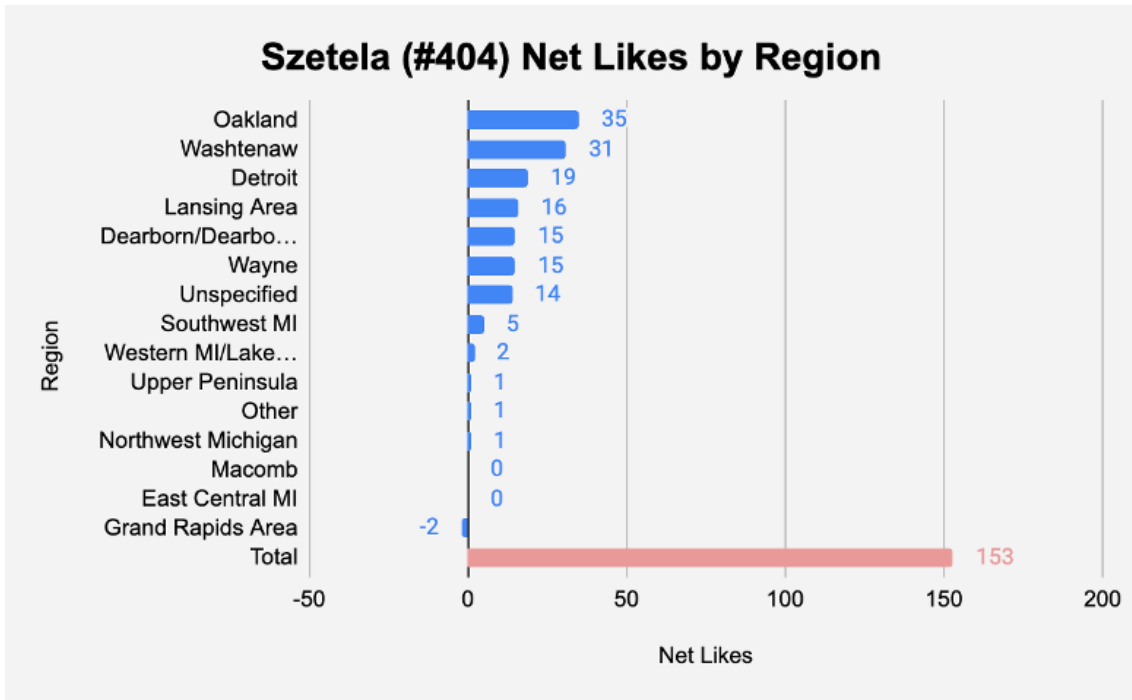 Szetela (#404) Net Likes by Region
Region
Oakland 35
Washtenaw 31
Detroit 19
Lansing Area 16
Dearborn/Dearbo… 15
Wayne 15
Unspecified 14
Southwest MI 5
Western MI/Lake… 2
Upper Peninsula 1
Other 1
Northwest Michigan 1
Macomb 0
East Central MI 0
Grand Rapids Area -2
Total 153
-50 0 50 100 150 200
Net Likes